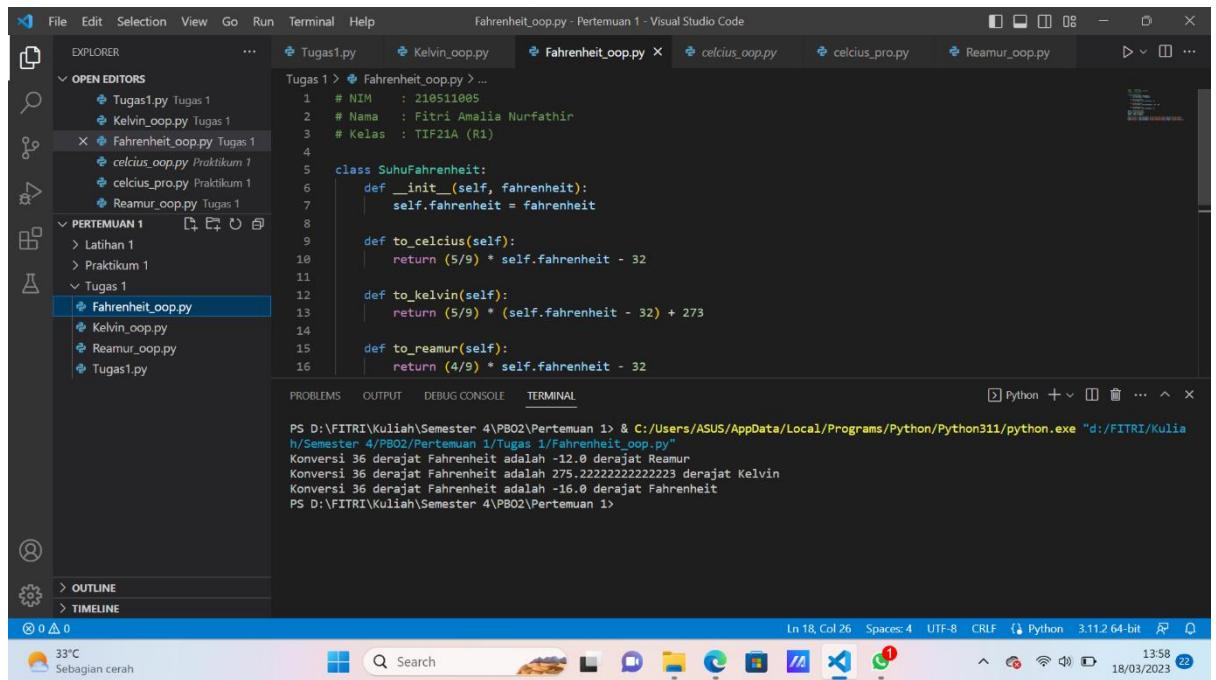 File Edit Selection View Go Run Terminal Help Fahrenheit_oop.py - Pertemuan 1 - Visual Studio Code
EXPLORER
OPEN EDITORS
Tugas1.py Tugas 1
Kelvin_oop.py Tugas 1
Fahrenheit_oop.py Tugas 1
celcius_oop.py Praktikum 1
celcius_pro.py Praktikum 1
Reamur_oop.py Tugas 1
PERTEMUAN 1
Latihan 1
Praktikum 1
Tugas 1
Fahrenheit_oop.py
Kelvin_oop.py
Reamur_oop.py
Tugas1.py
OUTLINE
TIMELINE
Tugas1.py Kelvin_oop.py Fahrenheit_oop.py celcius_oop.py celcius_pro.py Reamur_oop.py
Tugas 1 > Fahrenheit_oop.py > ...
1 # NIM : 210511005
2 # Nama : Fitri Amalia Nurfathir
3 # Kelas : TIF21A (R1)
4
5 class SuhuFahrenheit:
6 def __init__(self, fahrenheit):
7 self.fahrenheit = fahrenheit
8
9 def to_celcius(self):
10 return (5/9) * self.fahrenheit - 32
11
12 def to_kelvin(self):
13 return (5/9) * (self.fahrenheit - 32) + 273
14
15 def to_reamur(self):
16 return (4/9) * self.fahrenheit - 32
PROBLEMS OUTPUT DEBUG CONSOLE TERMINAL Python
PS D:\FITRI\Kuliah\Semester 4\PBO2\Pertemuan 1> & C:/Users/ASUS/AppData/Local/Programs/Python/Python311/python.exe "d:/FITRI/Kulia
h/Semester 4/PBO2/Pertemuan 1/Tugas 1/Fahrenheit_oop.py"
Konversi 36 derajat Fahrenheit adalah -12.0 derajat Reamur
Konversi 36 derajat Fahrenheit adalah 275.22222222222223 derajat Kelvin
Konversi 36 derajat Fahrenheit adalah -16.0 derajat Fahrenheit
PS D:\FITRI\Kuliah\Semester 4\PBO2\Pertemuan 1>
0 0 Ln 18, Col 26 Spaces: 4 UTF-8 CRLF Python 3.11.2 64-bit
33°C
Sebagian cerah
Search
1
13:58
18/03/2023
22